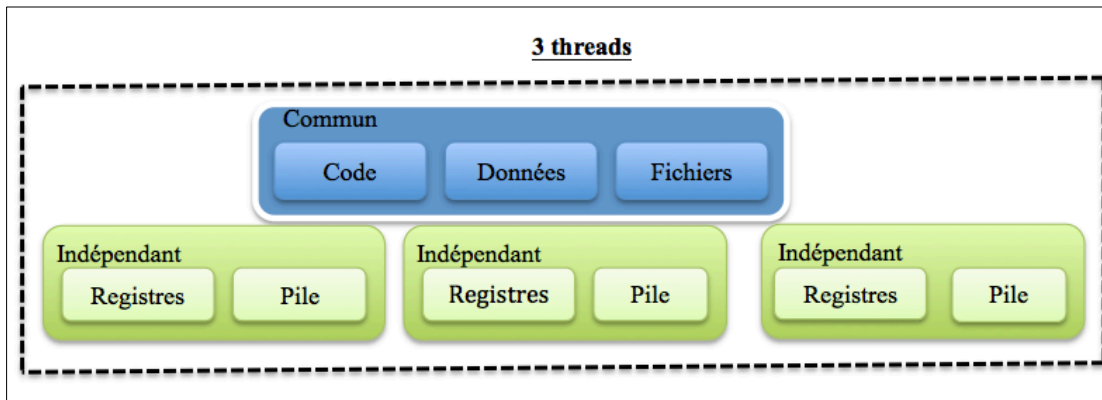 3 threads
Commun
Code Données Fichiers
Indépendant Indépendant Indépendant
Registres Pile Registres Pile Registres Pile